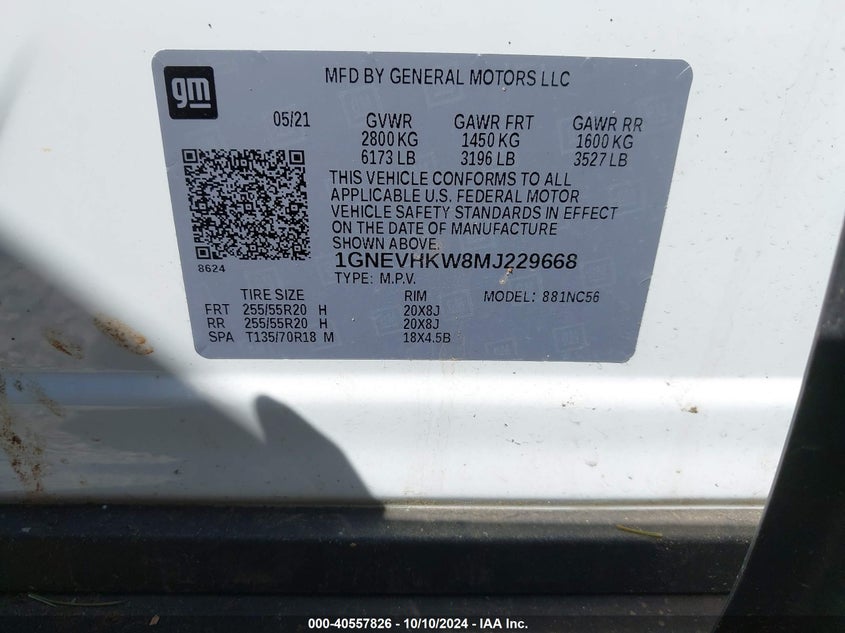 gm
MFD BY GENERAL MOTORS LLC
05/21 GVWR GAWR FRT GAWR RR
2800 KG 1450 KG 1600 KG
6173 LB 3196 LB 3527 LB
THIS VEHICLE CONFORMS TO ALL
APPLICABLE U.S. FEDERAL MOTOR
VEHICLE SAFETY STANDARDS IN EFFECT
ON THE DATE OF MANUFACTURE
SHOWN ABOVE.
8624
1GNEVHKW8MJ229668
TYPE: M.P.V.
TIRE SIZE RIM MODEL: 881NC56
FRT 255/55R20 H 20X8J
RR 255/55R20 H 20X8J
SPA T135/70R18 M 18X4.5B
000-40557826 - 10/10/2024 - IAA Inc.